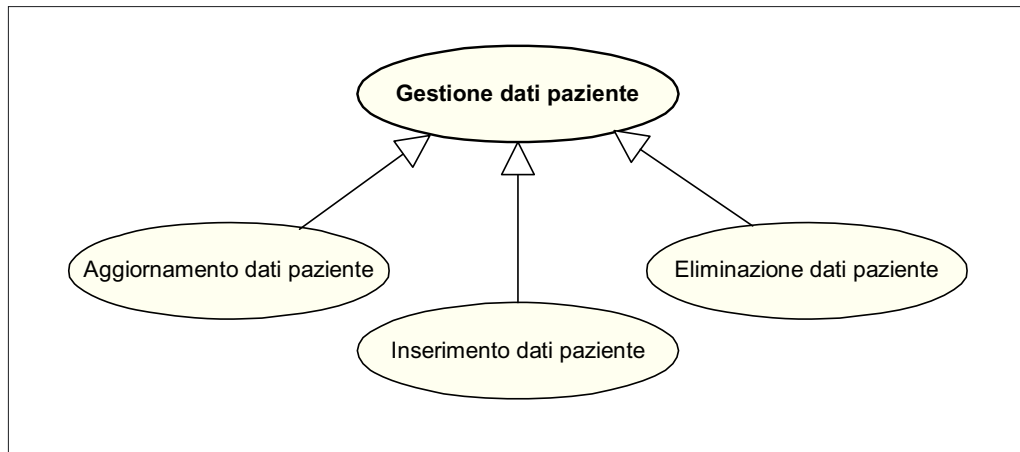 Gestione dati paziente
Aggiornamento dati paziente
Eliminazione dati paziente
Inserimento dati paziente